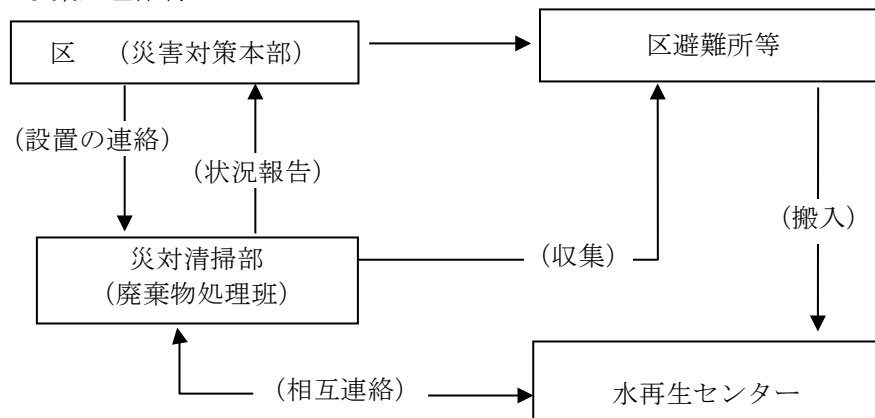 区 （災害対策本部）
区避難所等
（設置の連絡）
（状況報告）
（搬入）
災対清掃部
（廃棄物処理班）
（収集）
（相互連絡）
水再生センター